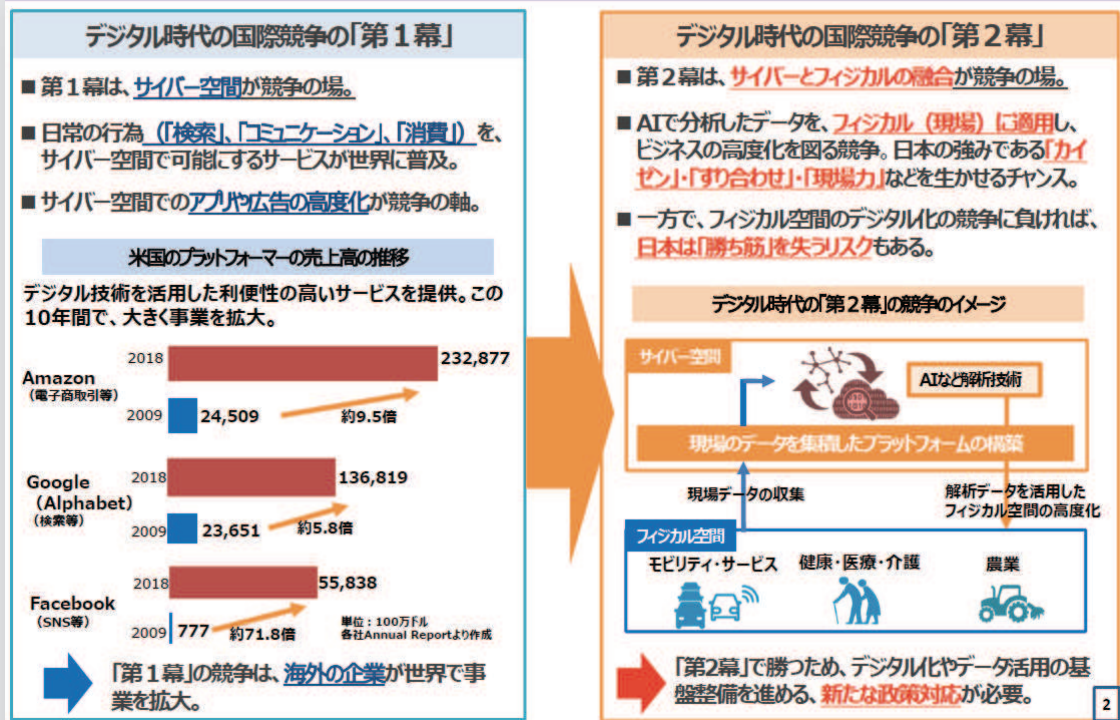 デジタル時代の国際競争の「第1幕」
■ 第1幕は、サイバー空間が競争の場。
■ 日常の行為（「検索」、「コミュニケーション」、「消費」）を、
サイバー空間で可能にするサービスが世界に普及。
■ サイバー空間でのアプリや広告の高度化が競争の軸。
米国のプラットフォーマーの売上高の推移
デジタル技術を活用した利便性の高いサービスを提供。この
10年間で、大きく事業を拡大。
Amazon
（電子商取引等）
2018
232,877
2009
24,509
約9.5倍
Google
（Alphabet）
（検索等）
2018
136,819
2009
23,651
約5.8倍
Facebook
（SNS等）
2018
55,838
2009
777
約71.8倍
単位：100万ドル
各社Annual Reportより作成
「第1幕」の競争は、海外の企業が世界で事
業を拡大。
デジタル時代の国際競争の「第2幕」
■ 第2幕は、サイバーとフィジカルの融合が競争の場。
■ AIで分析したデータを、フィジカル（現場）に適用し、
ビジネスの高度化を図る競争。日本の強みである「カイ
ゼン」・「すり合わせ」・「現場力」などを生かせるチャンス。
■ 一方で、フィジカル空間のデジタル化の競争に負ければ、
日本は「勝ち筋」を失うリスクもある。
デジタル時代の「第2幕」の競争のイメージ
サイバー空間
AIなど解析技術
現場のデータを集積したプラットフォームの構築
現場データの収集
解析データを活用した
フィジカル空間の高度化
フィジカル空間
モビリティ・サービス
健康・医療・介護
農業
「第2幕」で勝つため、デジタル化やデータ活用の基
盤整備を進める、新たな政策対応が必要。
2